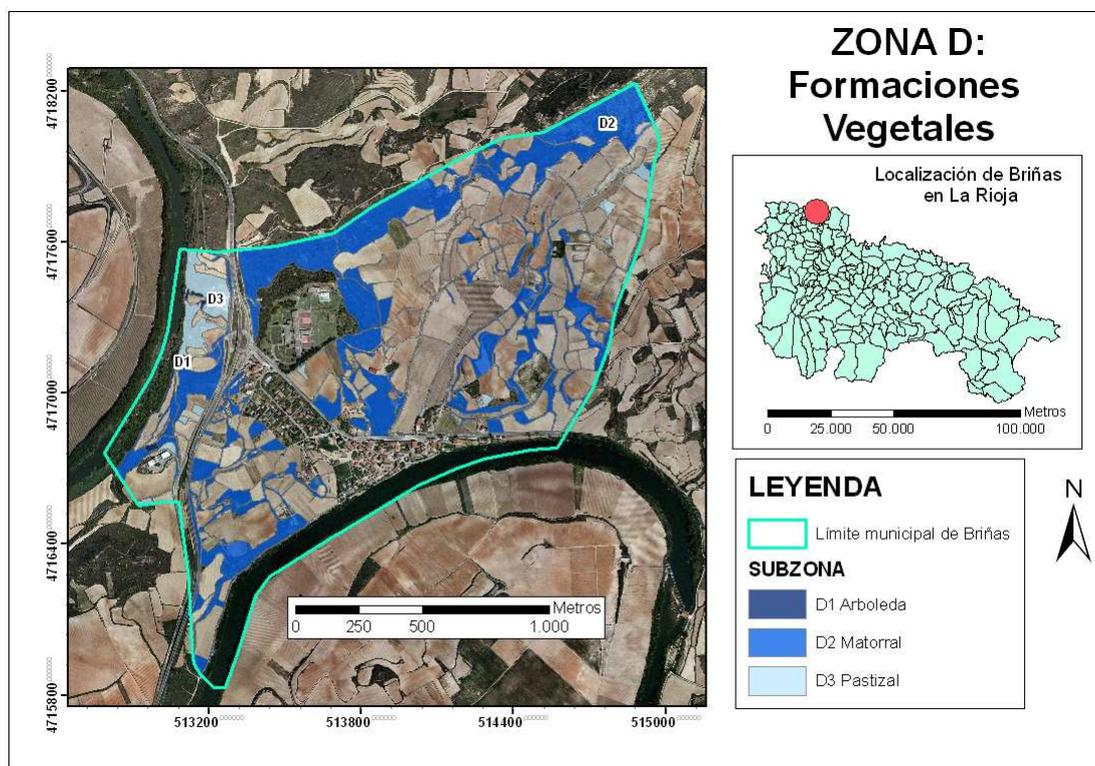 ZONA D:
Formaciones
Vegetales
Localización de Briñas
en La Rioja
Metros
0 25.000 50.000 100.000
LEYENDA
Límite municipal de Briñas
SUBZONA
D1 Arboleda
D2 Matorral
D3 Pastizal
N
D2
D3
D1
Metros
0 250 500 1.000
4718200
4717600
4717000
4716400
4715800
513200 513800 514400 515000